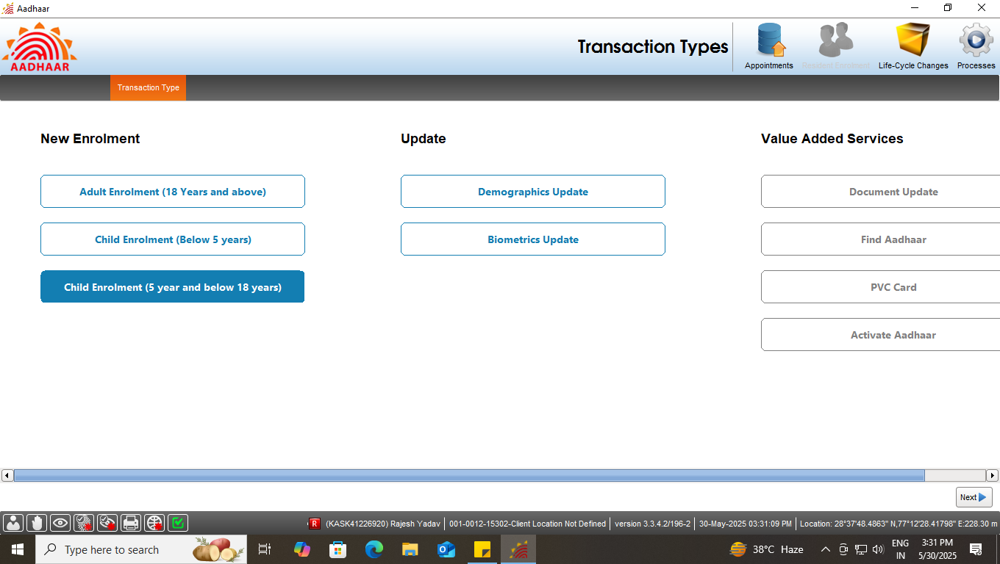 Aadhaar
AADHAAR
Transaction Types
Appointments
Resident Enrolment
Life-Cycle Changes
Processes
Transaction Type
New Enrolment
Adult Enrolment (18 Years and above)
Child Enrolment (Below 5 years)
Child Enrolment (5 year and below 18 years)
Update
Demographics Update
Biometrics Update
Value Added Services
Document Update
Find Aadhaar
PVC Card
Activate Aadhaar
Next
R (KASK41226920) Rajesh Yadav 001-0012-15302-Client Location Not Defined version 3.3.4.2/196-2 30-May-2025 03:31:09 PM Location: 28°37'48.4863" N,77°12'28.41798" E:228.30 m
Type here to search
38°C Haze
ENG
IN
3:31 PM
5/30/2025